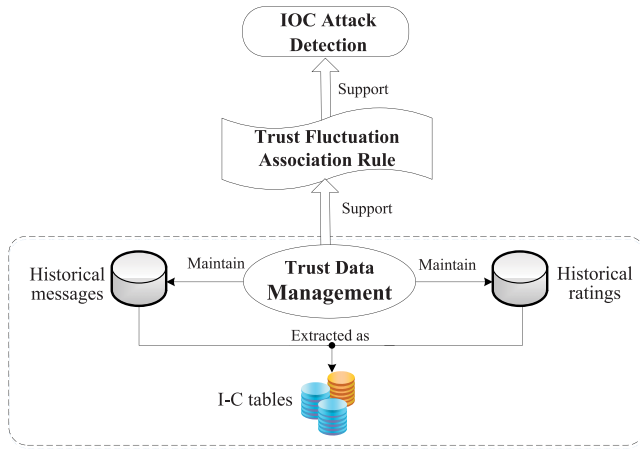 IOC Attack
Detection
Support
Trust Fluctuation
Association Rule
Support
Historical
messages
Maintain
Trust Data
Management
Maintain
Historical
ratings
Extracted as
I-C tables